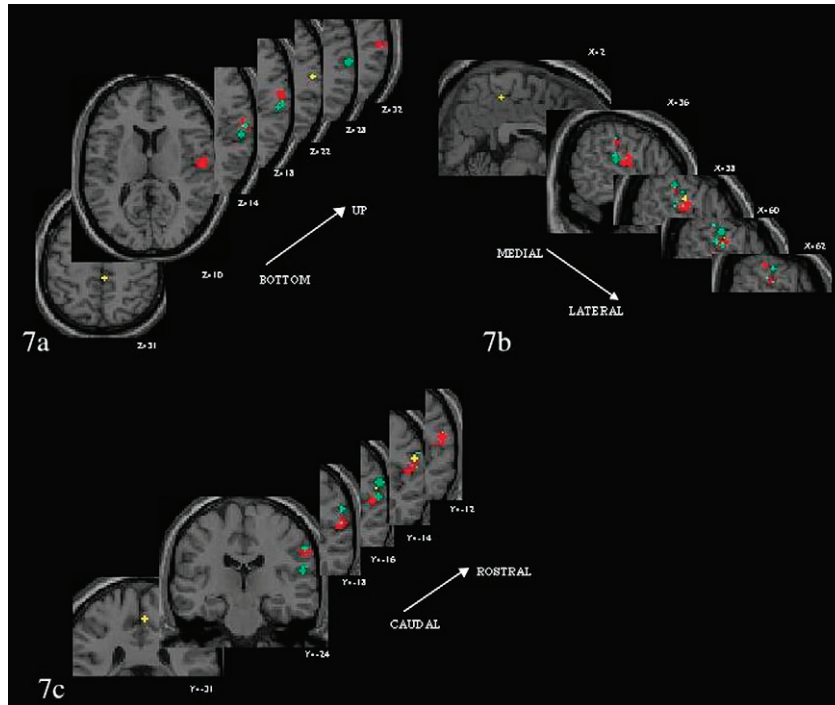 Z=32
Z=28
Z=22
Z=18
Z=14
Z=10
UP
BOTTOM
7a
Z=31
X=2
X=36
X=38
X=60
X=62
MEDIAL
LATERAL
7b
Y=-12
Y=-14
Y=-16
Y=-18
Y=-24
ROSTRAL
CAUDAL
7c
Y=-31